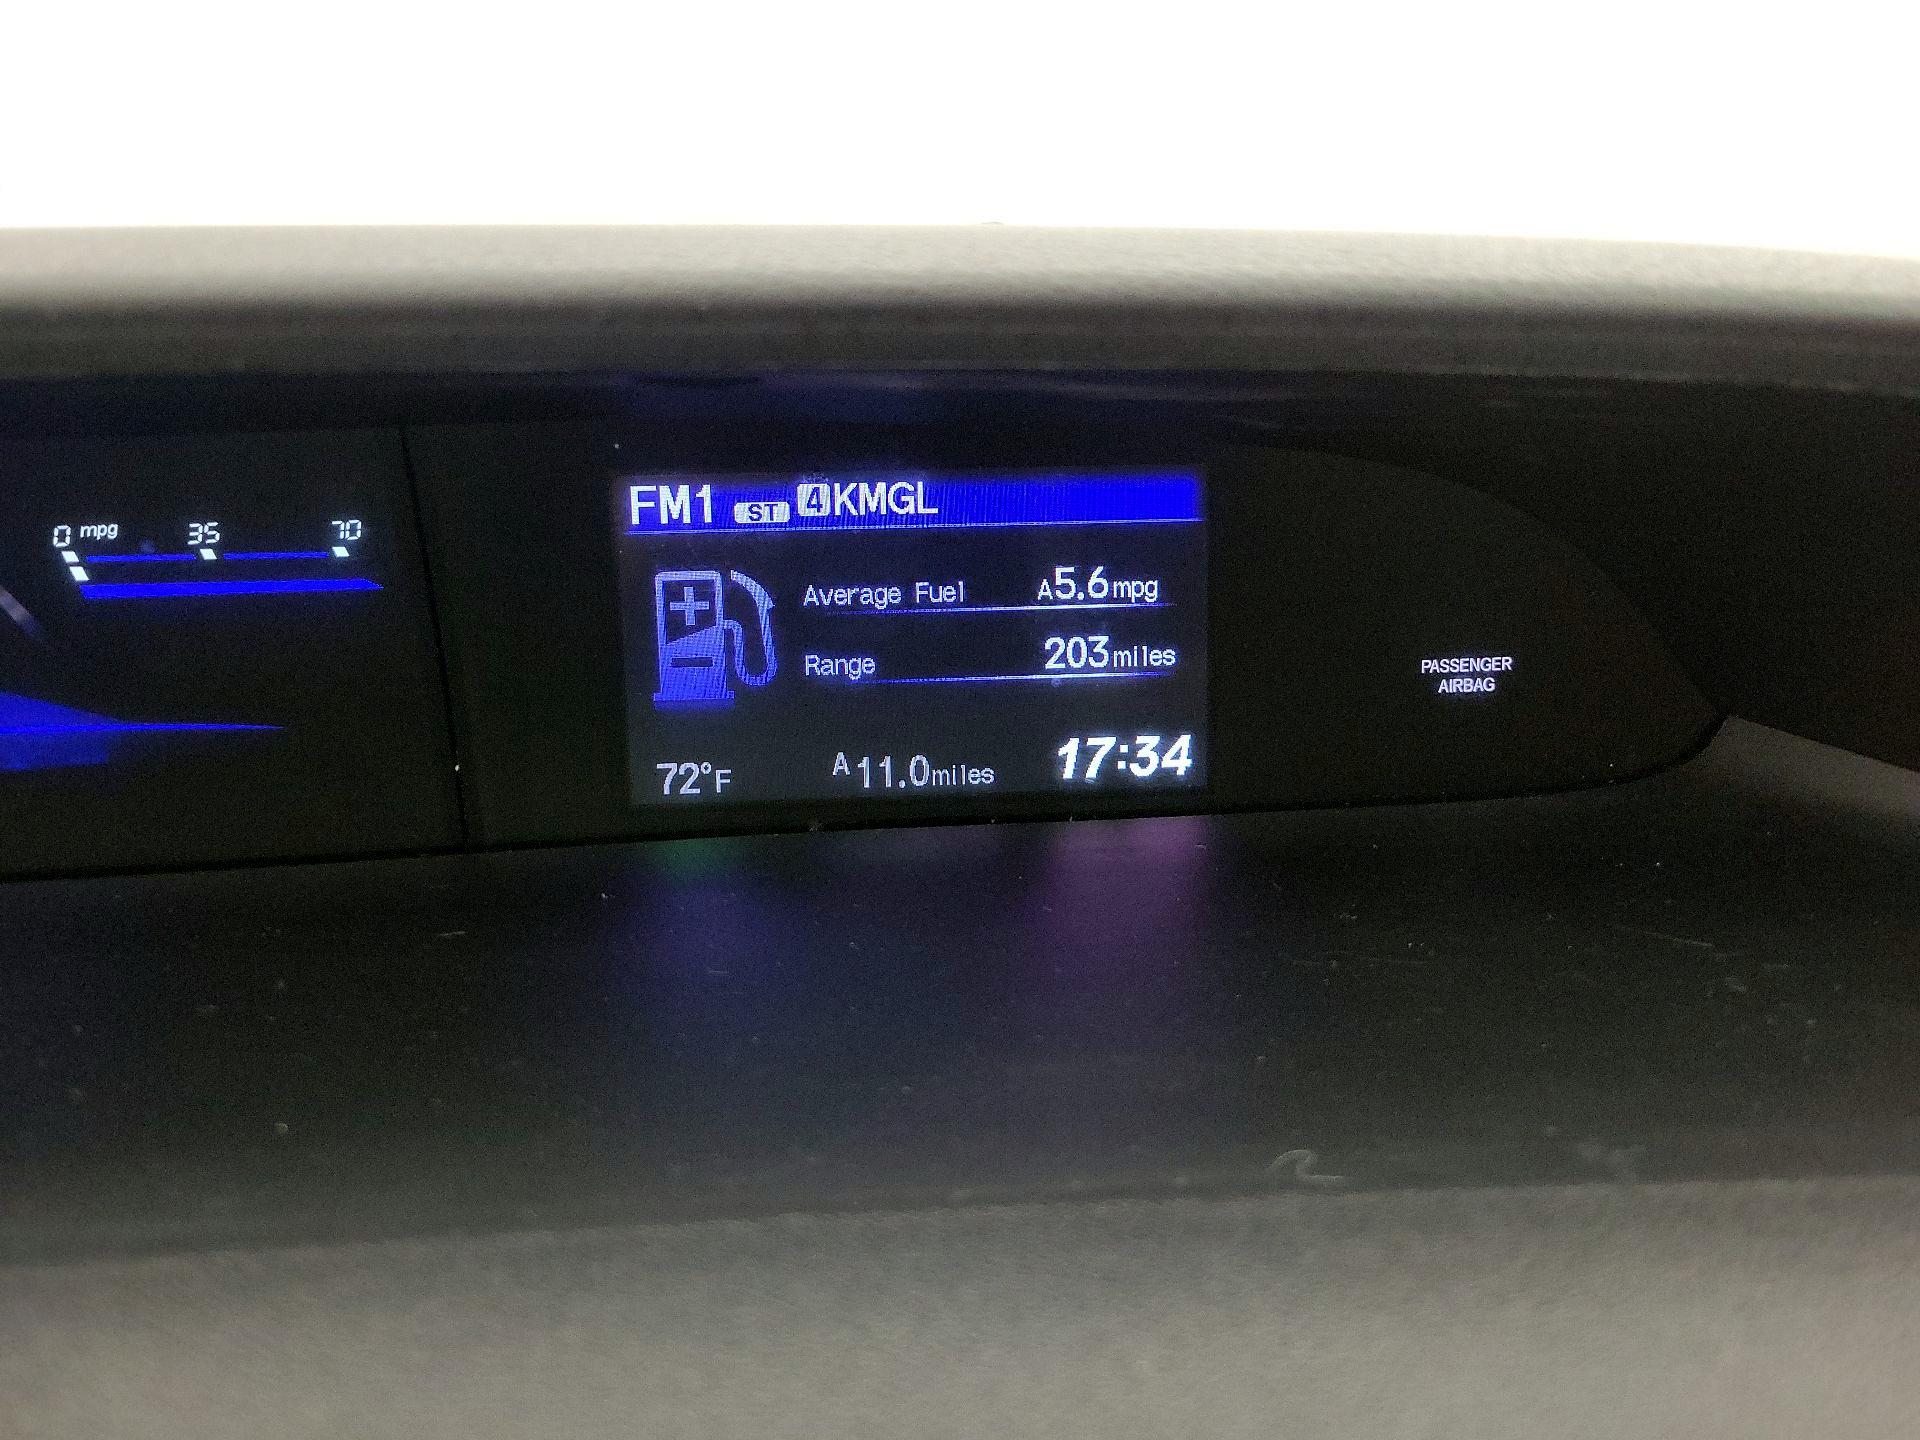 0 mpg 35 70
FM1 ST 4 KMGL
Average Fuel A5.6mpg
Range 203miles
72°F A11.0miles 17:34
PASSENGER
AIRBAG